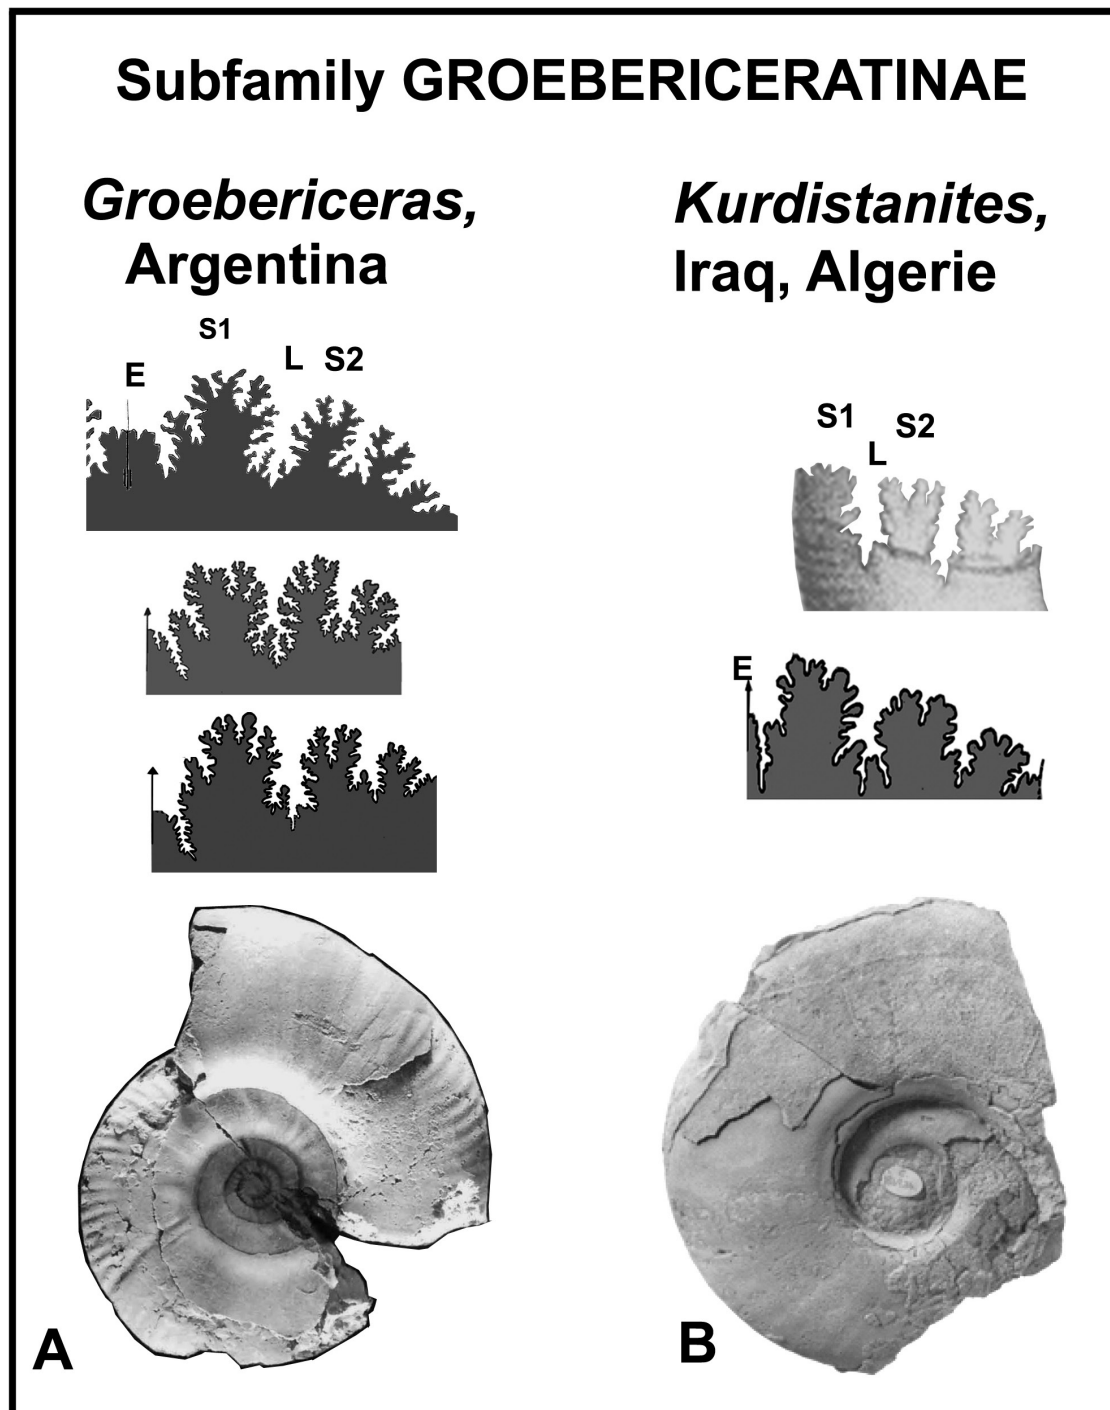 Subfamily GROEBERICERATINAE
Groebericeras,
Argentina
S1
L S2
E
Kurdistanites,
Iraq, Algerie
S1 S2
L
E
A
B